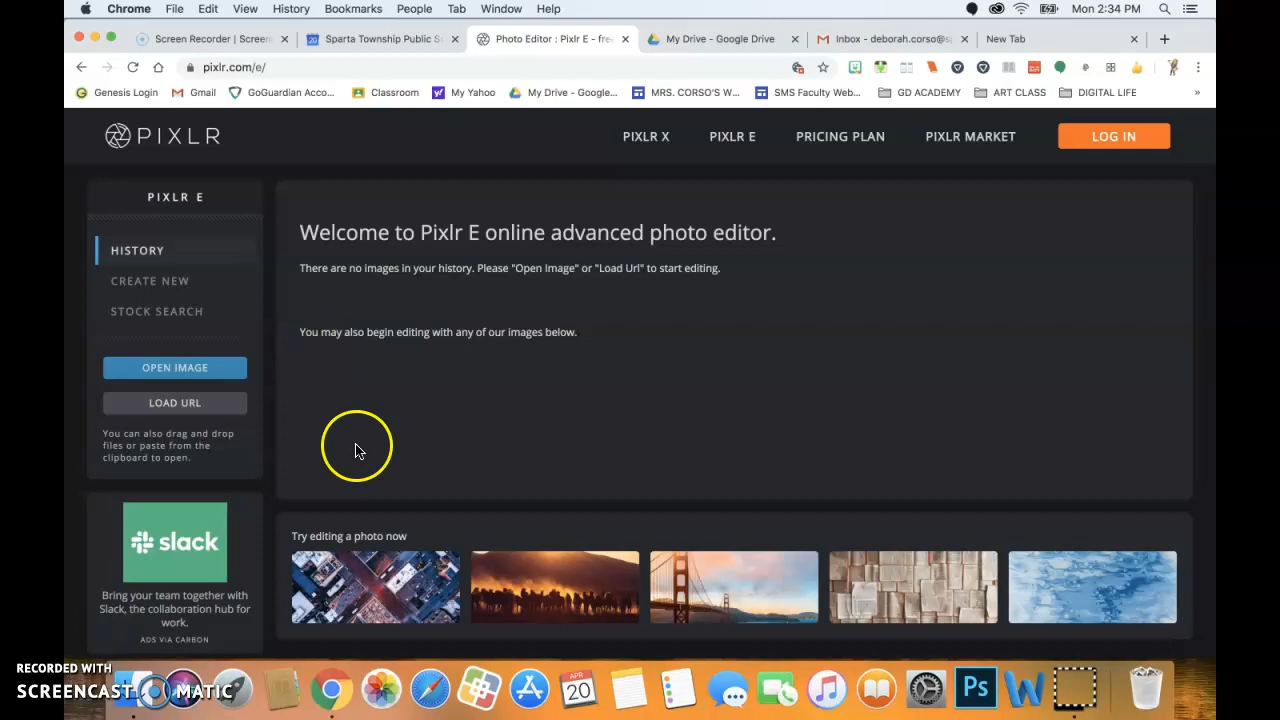 Chrome File Edit View History Bookmarks People Tab Window Help Mon 2:34 PM
Screen Recorder | Screen Sparta Township Public S Photo Editor : Pixlr E - free My Drive - Google Drive Inbox - deborah.corso@s New Tab
pixlr.com/e/
Genesis Login Gmail GoGuardian Acco... Classroom My Yahoo My Drive - Google... MRS. CORSO'S W... SMS Faculty Web... GD ACADEMY ART CLASS DIGITAL LIFE »
PIXLR PIXLR X PIXLR E PRICING PLAN PIXLR MARKET LOG IN
PIXLR E
HISTORY
CREATE NEW
STOCK SEARCH
OPEN IMAGE
LOAD URL
You can also drag and drop
files or paste from the
clipboard to open.
Welcome to Pixlr E online advanced photo editor.
There are no images in your history. Please "Open Image" or "Load Url" to start editing.
You may also begin editing with any of our images below.
slack
Bring your team together with
Slack, the collaboration hub for
work.
ADS VIA CARBON
Try editing a photo now
RECORDED WITH
SCREENCAST MATIC
APR
20
Ps
W